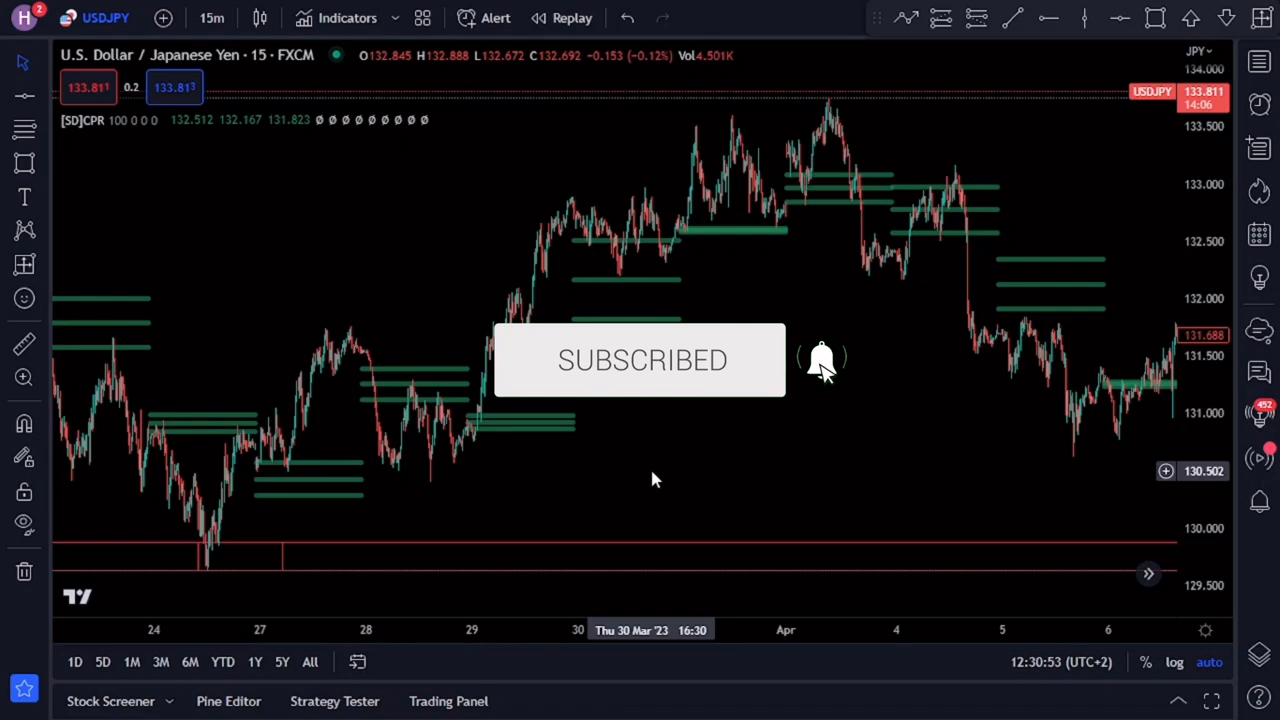 H 2 USDJPY 15m Indicators Alert Replay
U.S. Dollar / Japanese Yen · 15 · FXCM O132.845 H132.888 L132.672 C132.692 −0.153 (−0.12%) Vol4.501K
JPY
134.000
133.811 0.2 133.813
USDJPY 133.811
14:06
[SD]CPR 100 0 0 0 132.512 132.167 131.823 Ø Ø Ø Ø Ø Ø Ø Ø Ø
133.500
133.000
132.500
132.000
131.688
131.500
SUBSCRIBED
131.000
452
130.502
130.000
129.500
24 27 28 29 30 Thu 30 Mar '23 16:30 Apr 4 5 6
1D 5D 1M 3M 6M YTD 1Y 5Y All 12:30:53 (UTC+2) % log auto
Stock Screener Pine Editor Strategy Tester Trading Panel